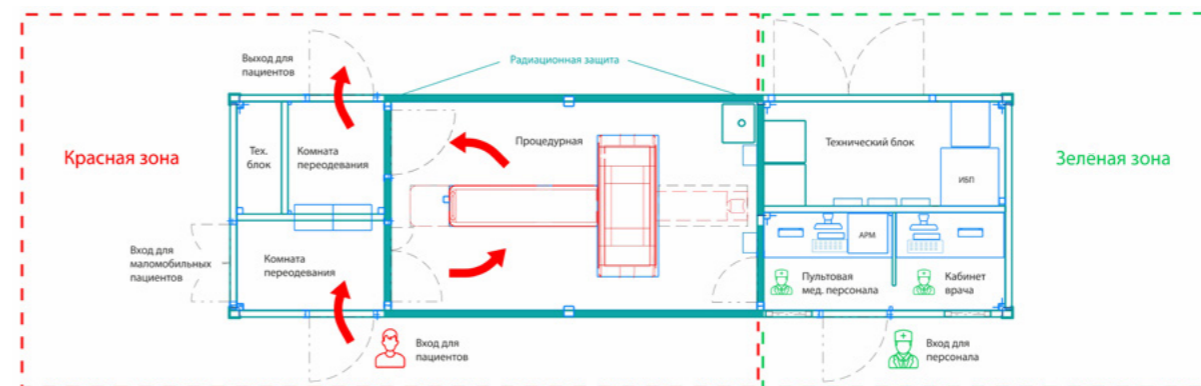 Выход для
пациентов
Радиационная защита
Красная зона
Тех.
блок
Комната
переодевания
Процедурная
Технический блок
ИБП
Зеленая зона
Вход для
маломобильных
пациентов
Комната
переодевания
АРМ
Пультовая
мед. персонала
Кабинет
врача
Вход для
пациентов
Вход для
персонала